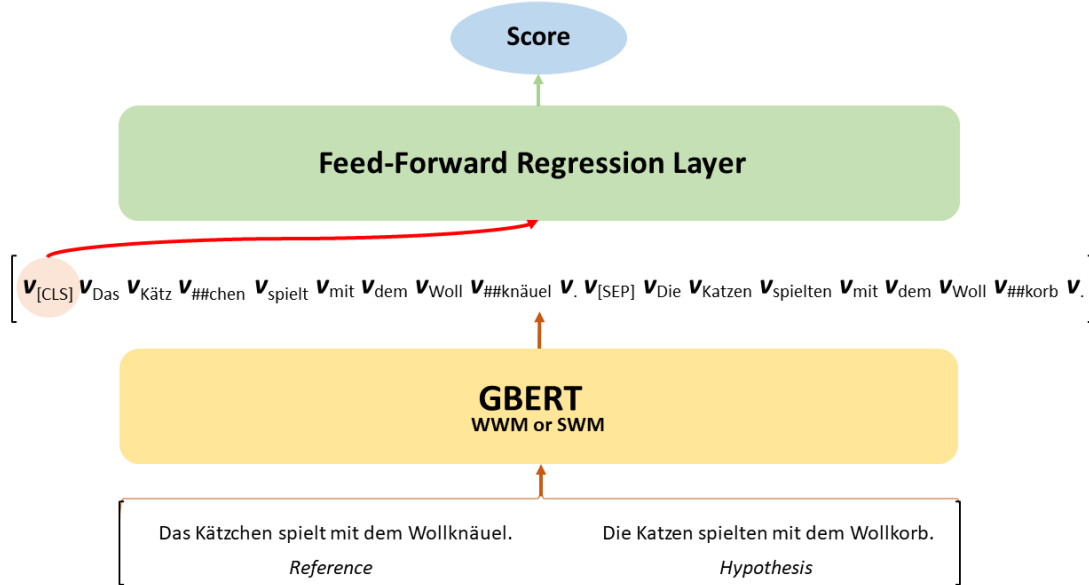 Score
Feed-Forward Regression Layer
[v[CLS] vDas vKätz v##chen vspielt vmit vdem vWoll v##knäuel v. v[SEP] vDie vKatzen vspielten vmit vdem vWoll v##korb v.]
GBERT
WWM or SWM
Das Kätzchen spielt mit dem Wollknäuel. Die Katzen spielten mit dem Wollkorb.
Reference Hypothesis